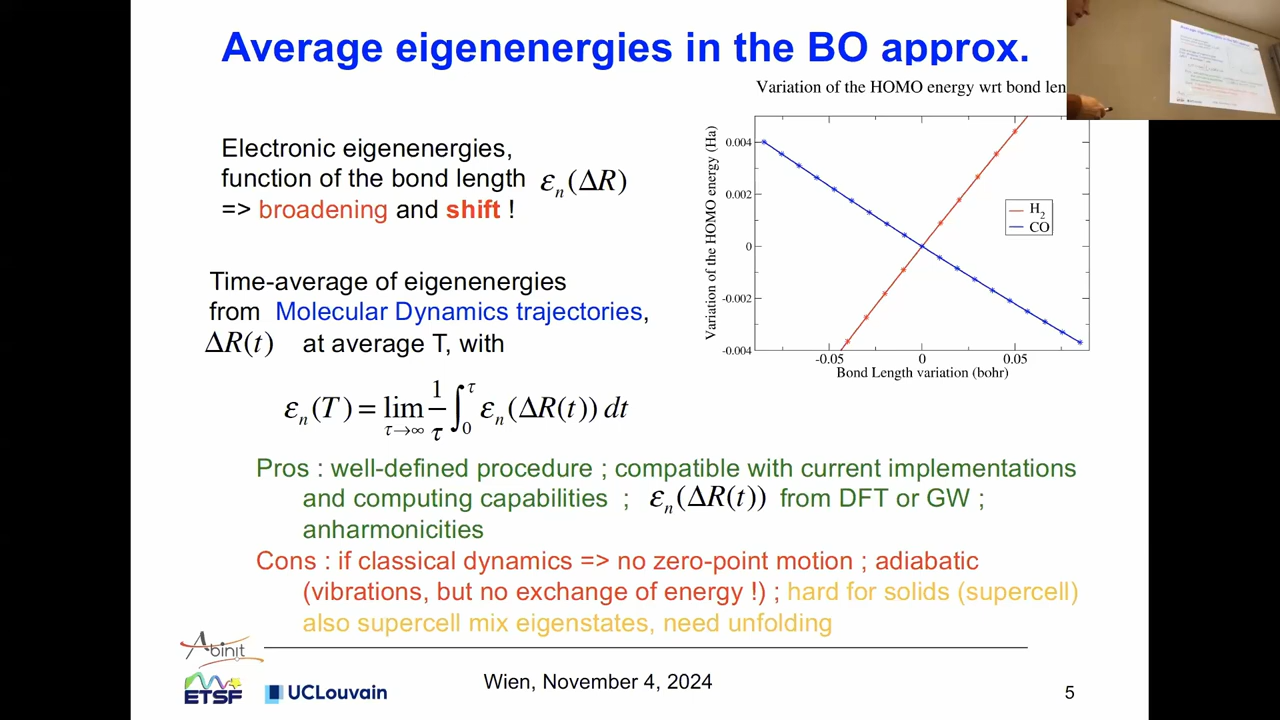 Average eigenenergies in the BO approx.
Variation of the HOMO energy wrt bond len
Electronic eigenenergies,
function of the bond length εₙ(ΔR)
=> broadening and shift !
Time-average of eigenenergies
from Molecular Dynamics trajectories,
ΔR(t) at average T, with
εₙ(T) = lim τ→∞ 1/τ ∫₀^τ εₙ(ΔR(t)) dt
Variation of the HOMO energy (Ha)
0.004
0.002
0
-0.002
-0.004
H₂
CO
-0.05 0 0.05
Bond Length variation (bohr)
Pros : well-defined procedure ; compatible with current implementations
and computing capabilities ; εₙ(ΔR(t)) from DFT or GW ;
anharmonicities
Cons : if classical dynamics => no zero-point motion ; adiabatic
(vibrations, but no exchange of energy !) ; hard for solids (supercell)
also supercell mix eigenstates, need unfolding
Abinit
ETSF
UCLouvain
Wien, November 4, 2024
5